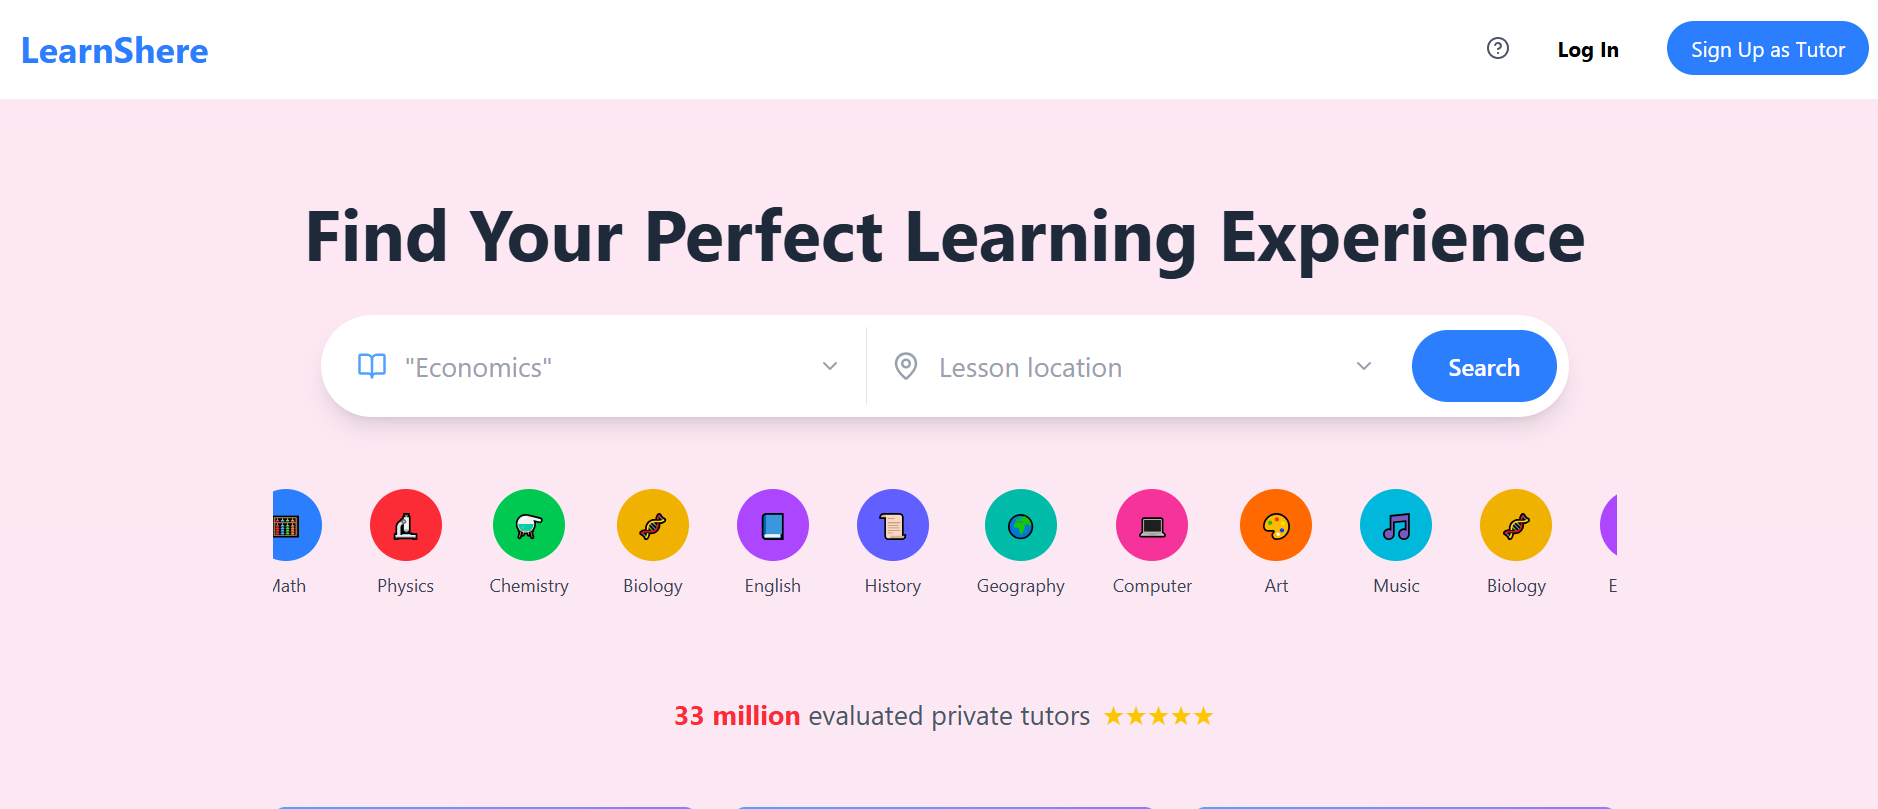 LearnShere
Log In
Sign Up as Tutor
Find Your Perfect Learning Experience
"Economics"
Lesson location
Search
Math Physics Chemistry Biology English History Geography Computer Art Music Biology E
33 million evaluated private tutors ★★★★★